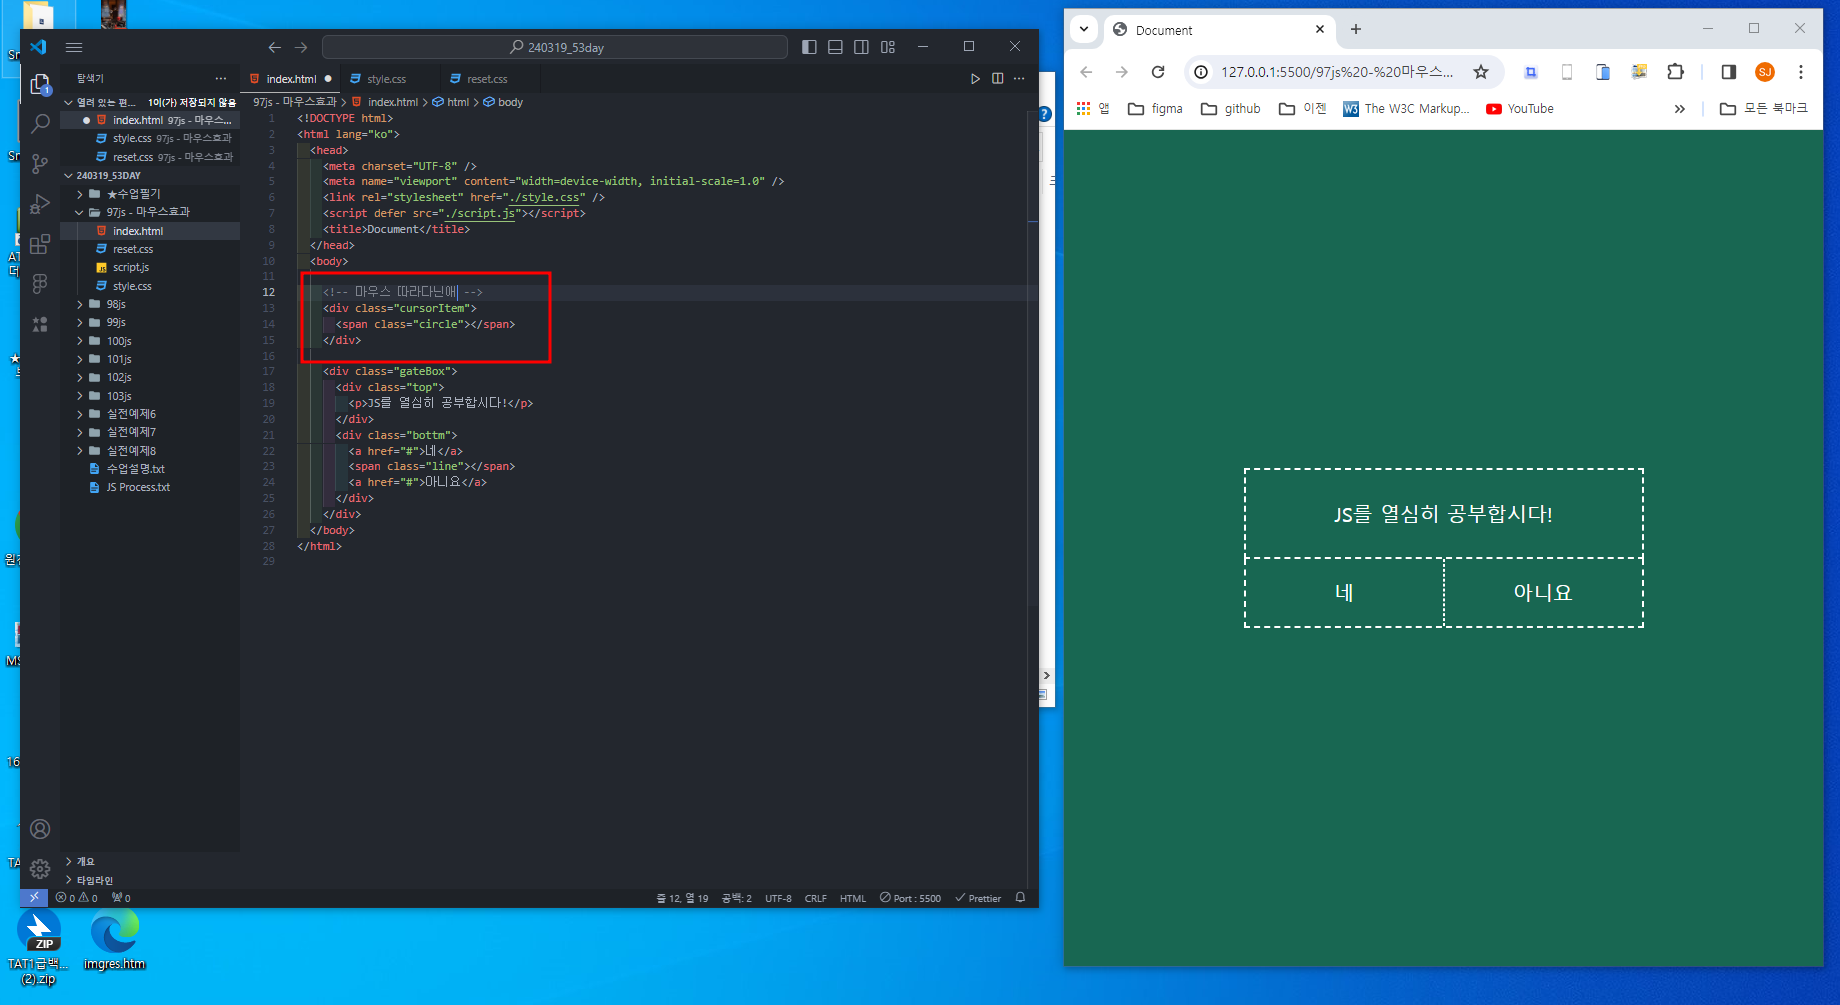 240319_53day
탐색기
index.html
style.css
reset.css
열려 있는 편... 1이(가) 저장되지 않음
index.html 97js - 마우스...
style.css 97js - 마우스효과
reset.css 97js - 마우스효과
240319_53DAY
★수업필기
97js - 마우스효과
index.html
reset.css
script.js
style.css
98js
99js
100js
101js
102js
103js
실전예제6
실전예제7
실전예제8
수업설명.txt
JS Process.txt
개요
타임라인
97js - 마우스효과 > index.html > html > body
1 <!DOCTYPE html>
2 <html lang="ko">
3 <head>
4 <meta charset="UTF-8" />
5 <meta name="viewport" content="width=device-width, initial-scale=1.0" />
6 <link rel="stylesheet" href="./style.css" />
7 <script defer src="./script.js"></script>
8 <title>Document</title>
9 </head>
10 <body>
11
12 <!-- 마우스 따라다닌애 -->
13 <div class="cursorItem">
14 <span class="circle"></span>
15 </div>
16
17 <div class="gateBox">
18 <div class="top">
19 <p>JS를 열심히 공부합시다!</p>
20 </div>
21 <div class="bottm">
22 <a href="#">네</a>
23 <span class="line"></span>
24 <a href="#">아니요</a>
25 </div>
26 </div>
27 </body>
28 </html>
29
0 0 0
줄 12, 열 19 공백: 2 UTF-8 CRLF HTML Port : 5500 Prettier
TAT1급백...
(2).zip
imgres.htm
ZIP
Document
127.0.0.1:5500/97js%20-%20마우스...
SJ
앱 figma github 이젠 The W3C Markup... YouTube » 모든 북마크
JS를 열심히 공부합시다!
네 아니요